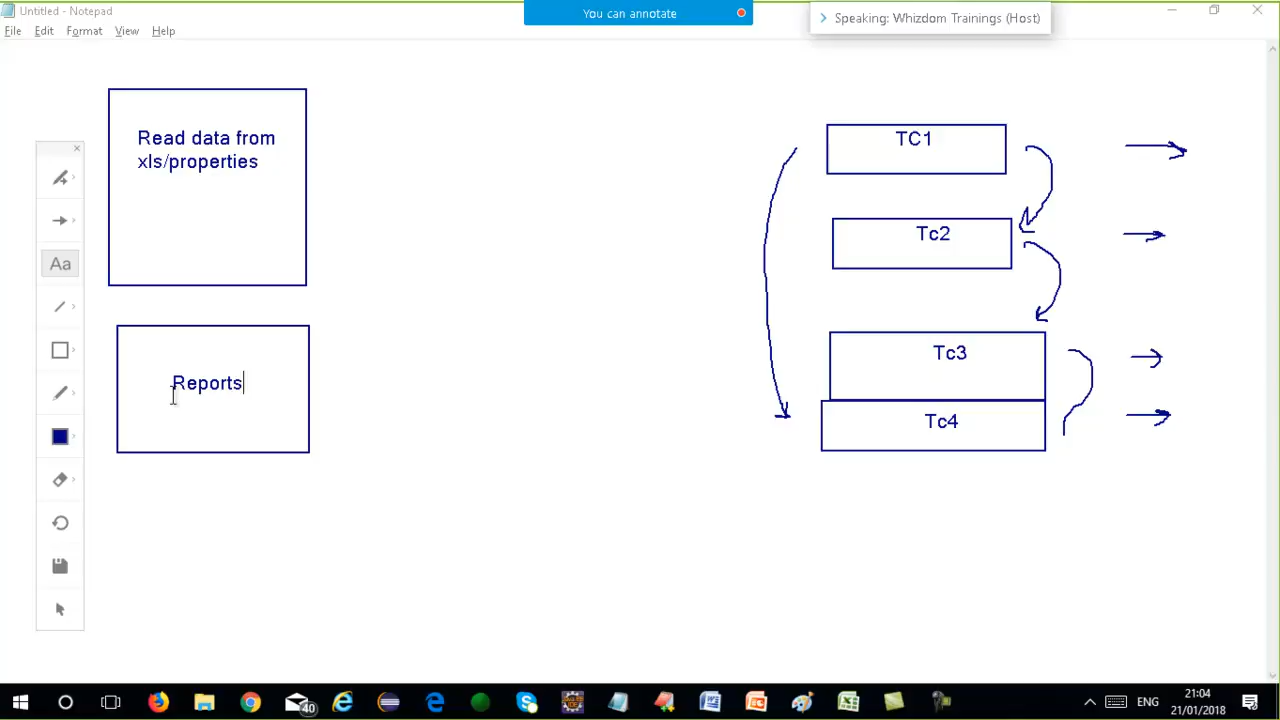 Untitled - Notepad
You can annotate
Speaking: Whizdom Trainings (Host)
File Edit Format View Help
Read data from
xls/properties
Reports
TC1
Tc2
Tc3
Tc4
Aa
40
ENG
21:04
21/01/2018